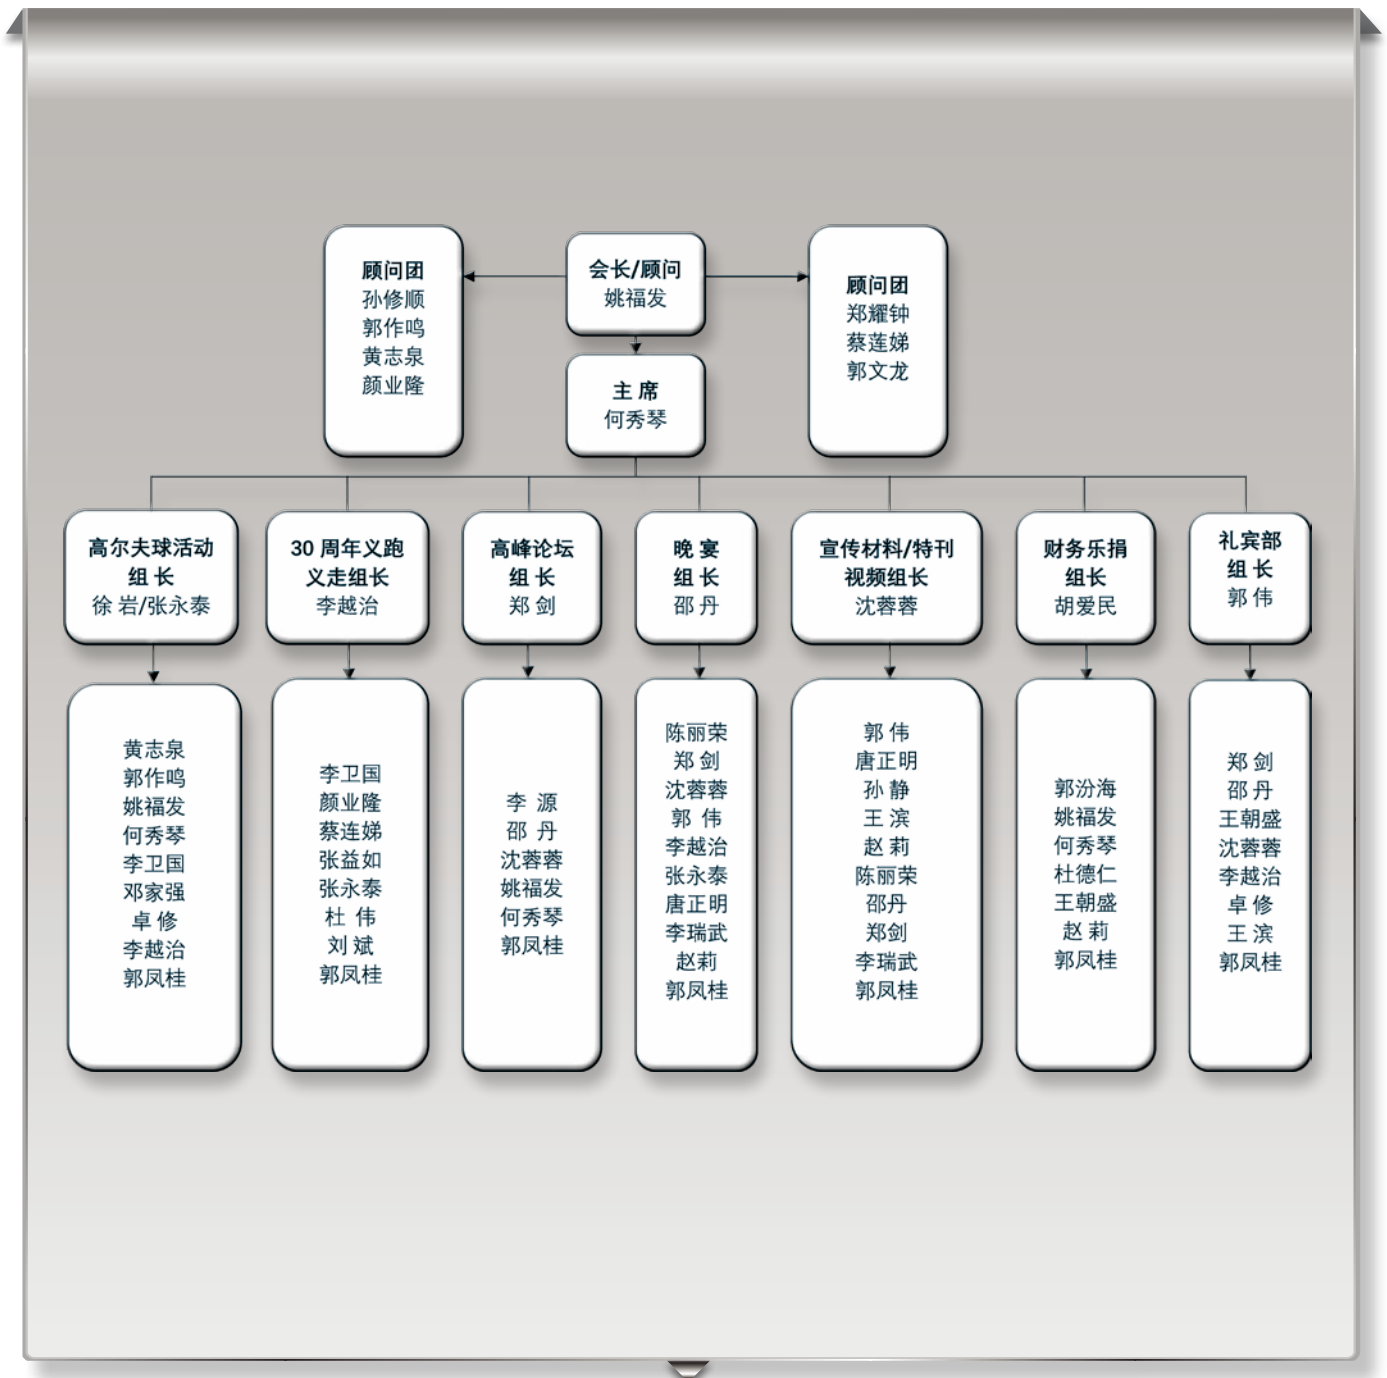 顾问团
孙修顺
郭作鸣
黄志泉
颜业隆
会长/顾问
姚福发
顾问团
郑耀钟
蔡莲娣
郭文龙
主 席
何秀琴
高尔夫球活动
组 长
徐 岩/张永泰
30 周年义跑
义走组长
李越治
高峰论坛
组 长
郑 剑
晚 宴
组 长
邵 丹
宣传材料/特刊
视频组长
沈蓉蓉
财务乐捐
组长
胡爱民
礼宾部
组 长
郭 伟
黄志泉
郭作鸣
姚福发
何秀琴
李卫国
邓家强
卓 修
李越治
郭凤桂
李卫国
颜业隆
蔡连娣
张益如
张永泰
杜 伟
刘 斌
郭凤桂
李 源
邵 丹
沈蓉蓉
姚福发
何秀琴
郭凤桂
陈丽荣
郑 剑
沈蓉蓉
郭 伟
李越治
张永泰
唐正明
李瑞武
赵莉
郭凤桂
郭 伟
唐正明
孙 静
王 滨
赵 莉
陈丽荣
邵丹
郑剑
李瑞武
郭凤桂
郭汾海
姚福发
何秀琴
杜德仁
王朝盛
赵 莉
郭凤桂
郑 剑
邵 丹
王朝盛
沈蓉蓉
李越治
卓 修
王 滨
郭凤桂